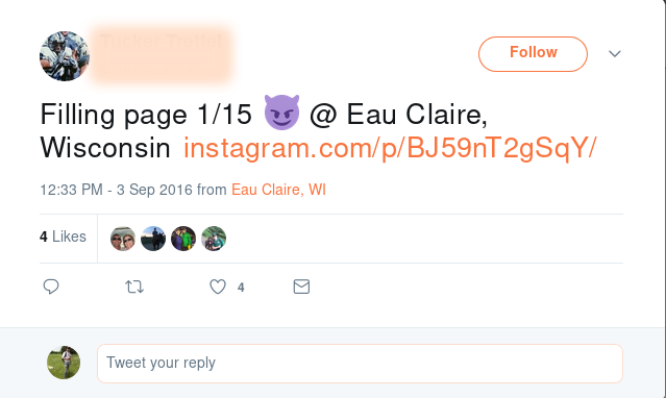 Follow
Filling page 1/15 😈 @ Eau Claire,
Wisconsin instagram.com/p/BJ59nT2gSqY/
12:33 PM - 3 Sep 2016 from Eau Claire, WI
4 Likes
4
Tweet your reply